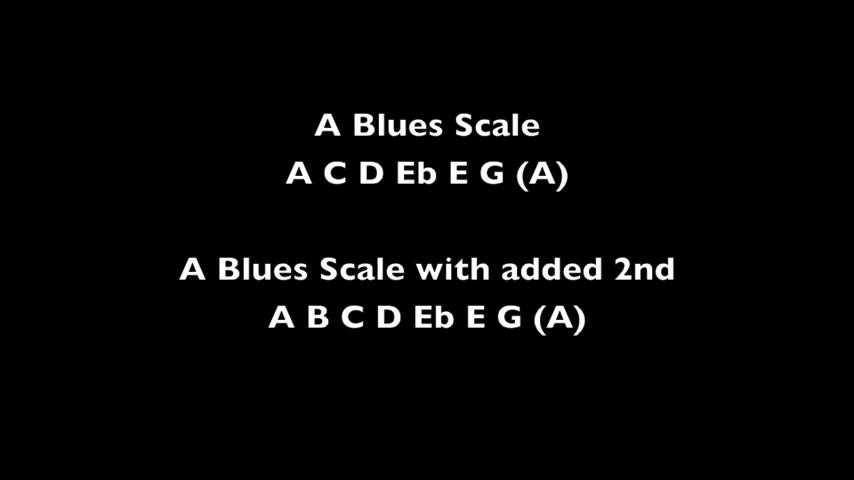 A Blues Scale
A C D Eb E G (A)
A Blues Scale with added 2nd
A B C D Eb E G (A)